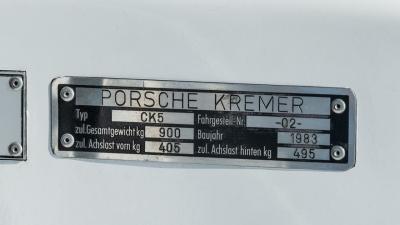 PORSCHE KREMER
Typ CK5 Fahrgestell-Nr. -02-
zul.Gesamtgewicht kg 900 Baujahr 1983
zul. Achslast vorn kg 405 zul. Achslast hinten kg 495